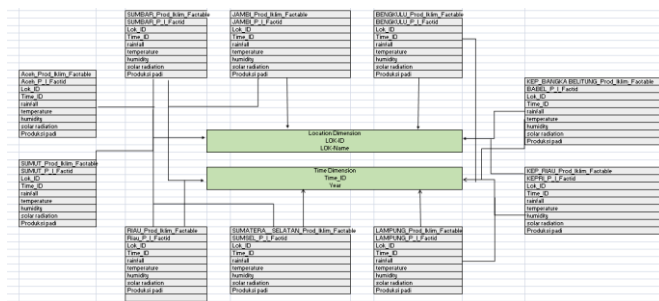 SUMBAR_Prod_Iklim_Factable
SUMBAR_P_I_Factid
Lok_ID
Time_ID
rainfall
temperature
humidity
solar radiation
Produksi padi
JAMBI_Prod_Iklim_Factable
JAMBI_P_I_Factid
Lok_ID
Time_ID
rainfall
temperature
humidity
solar radiation
Produksi padi
BENGKULU_Prod_Iklim_Factable
BENGKULU_P_I_Factid
Lok_ID
Time_ID
rainfall
temperature
humidity
solar radiation
Produksi padi
Aceh_Prod_Iklim_Factable
Aceh_P_I_Factid
Lok_ID
Time_ID
rainfall
temperature
humidity
solar radiation
Produksi padi
KEP_BANGKA BELITUNG_Prod_Iklim_Factable
BABEL_P_I_Factid
Lok_ID
Time_ID
rainfall
temperature
humidity
solar radiation
Produksi padi
Location Dimension
LOK-ID
LOK-Name
Time Dimension
Time_ID
Year
SUMUT_Prod_Iklim_Factable
SUMUT_P_I_Factid
Lok_ID
Time_ID
rainfall
temperature
humidity
solar radiation
Produksi padi
KEP_RIAU_Prod_Iklim_Factable
KEPRI_P_I_Factid
Lok_ID
Time_ID
rainfall
temperature
humidity
solar radiation
Produksi padi
RIAU_Prod_Iklim_Factable
Riau_P_I_Factid
Lok_ID
Time_ID
rainfall
temperature
humidity
solar radiation
Produksi padi
SUMATERA__SELATAN_Prod_Iklim_Factable
SUMSEL_P_I_Factid
Lok_ID
Time_ID
rainfall
temperature
humidity
solar radiation
Produksi padi
LAMPUNG_Prod_Iklim_Factable
LAMPUNG_P_I_Factid
Lok_ID
Time_ID
rainfall
temperature
humidity
solar radiation
Produksi padi